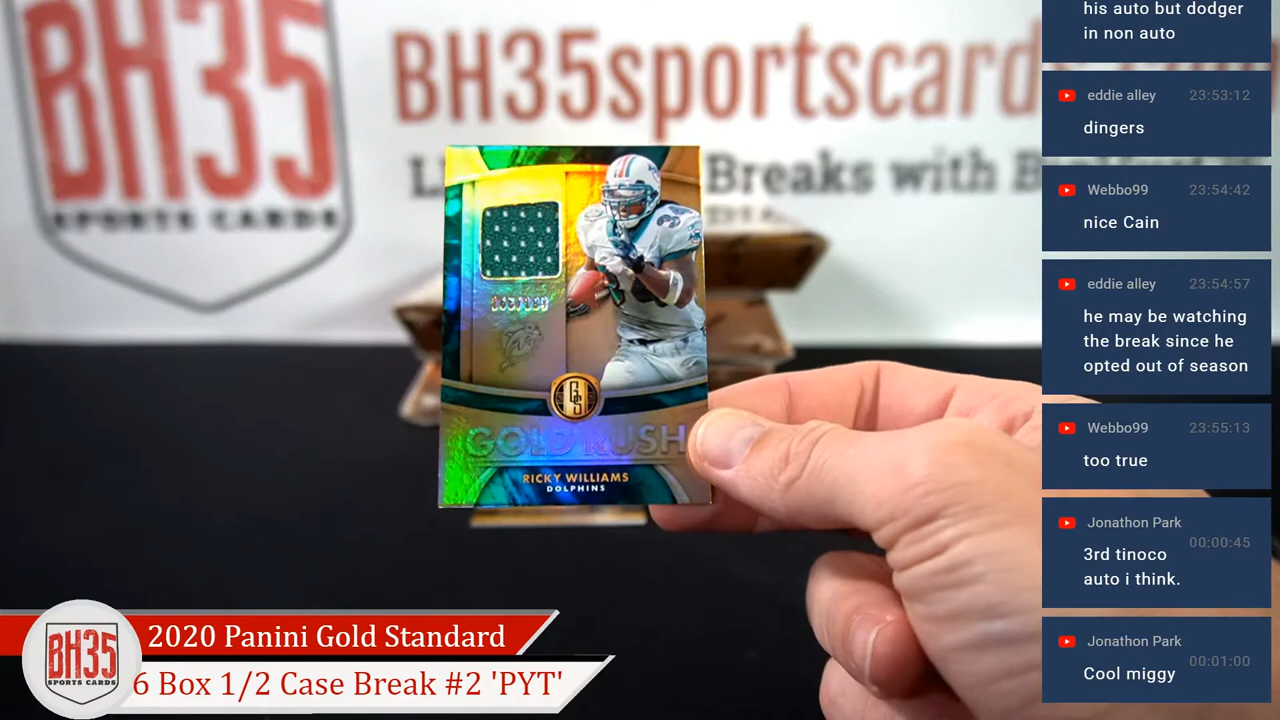 BH35
SPORTS CARDS
BH35sportscards
Breaks with
34
GOLD RUSH
GS
RICKY WILLIAMS
DOLPHINS
BH35
SPORTS CARDS
2020 Panini Gold Standard
6 Box 1/2 Case Break #2 'PYT'
his auto but dodger
in non auto
eddie alley 23:53:12
dingers
Webbo99 23:54:42
nice Cain
eddie alley 23:54:57
he may be watching
the break since he
opted out of season
Webbo99 23:55:13
too true
Jonathon Park 00:00:45
3rd tinoco
auto i think.
Jonathon Park 00:01:00
Cool miggy